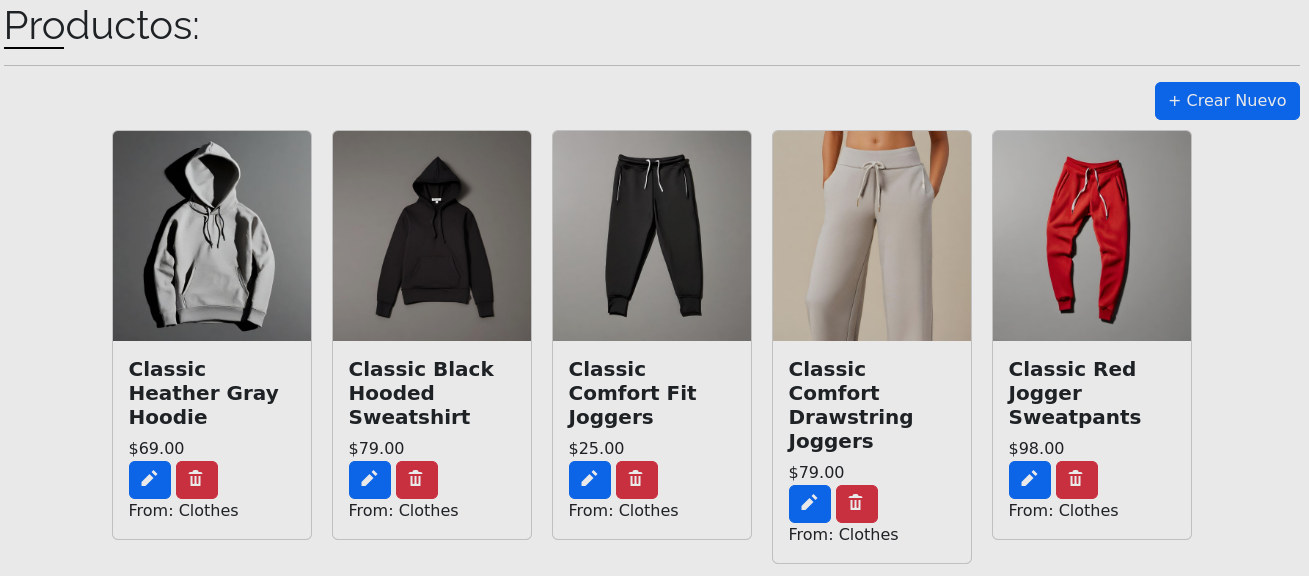 Productos:
+ Crear Nuevo
Classic
Heather Gray
Hoodie
$69.00
From: Clothes
Classic Black
Hooded
Sweatshirt
$79.00
From: Clothes
Classic
Comfort Fit
Joggers
$25.00
From: Clothes
Classic
Comfort
Drawstring
Joggers
$79.00
From: Clothes
Classic Red
Jogger
Sweatpants
$98.00
From: Clothes